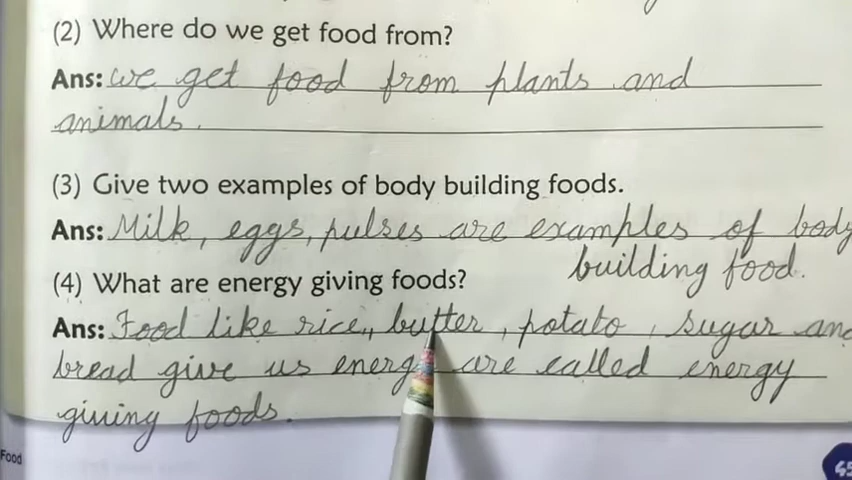 (2) Where do we get food from?
Ans: we get food from plants and
animals.
(3) Give two examples of body building foods.
Ans: Milk, eggs, pulses are examples of body
building food.
(4) What are energy giving foods?
Ans: Food like rice,, butter, potato, sugar and
bread give us energy are called energy
giving foods.
Food
45